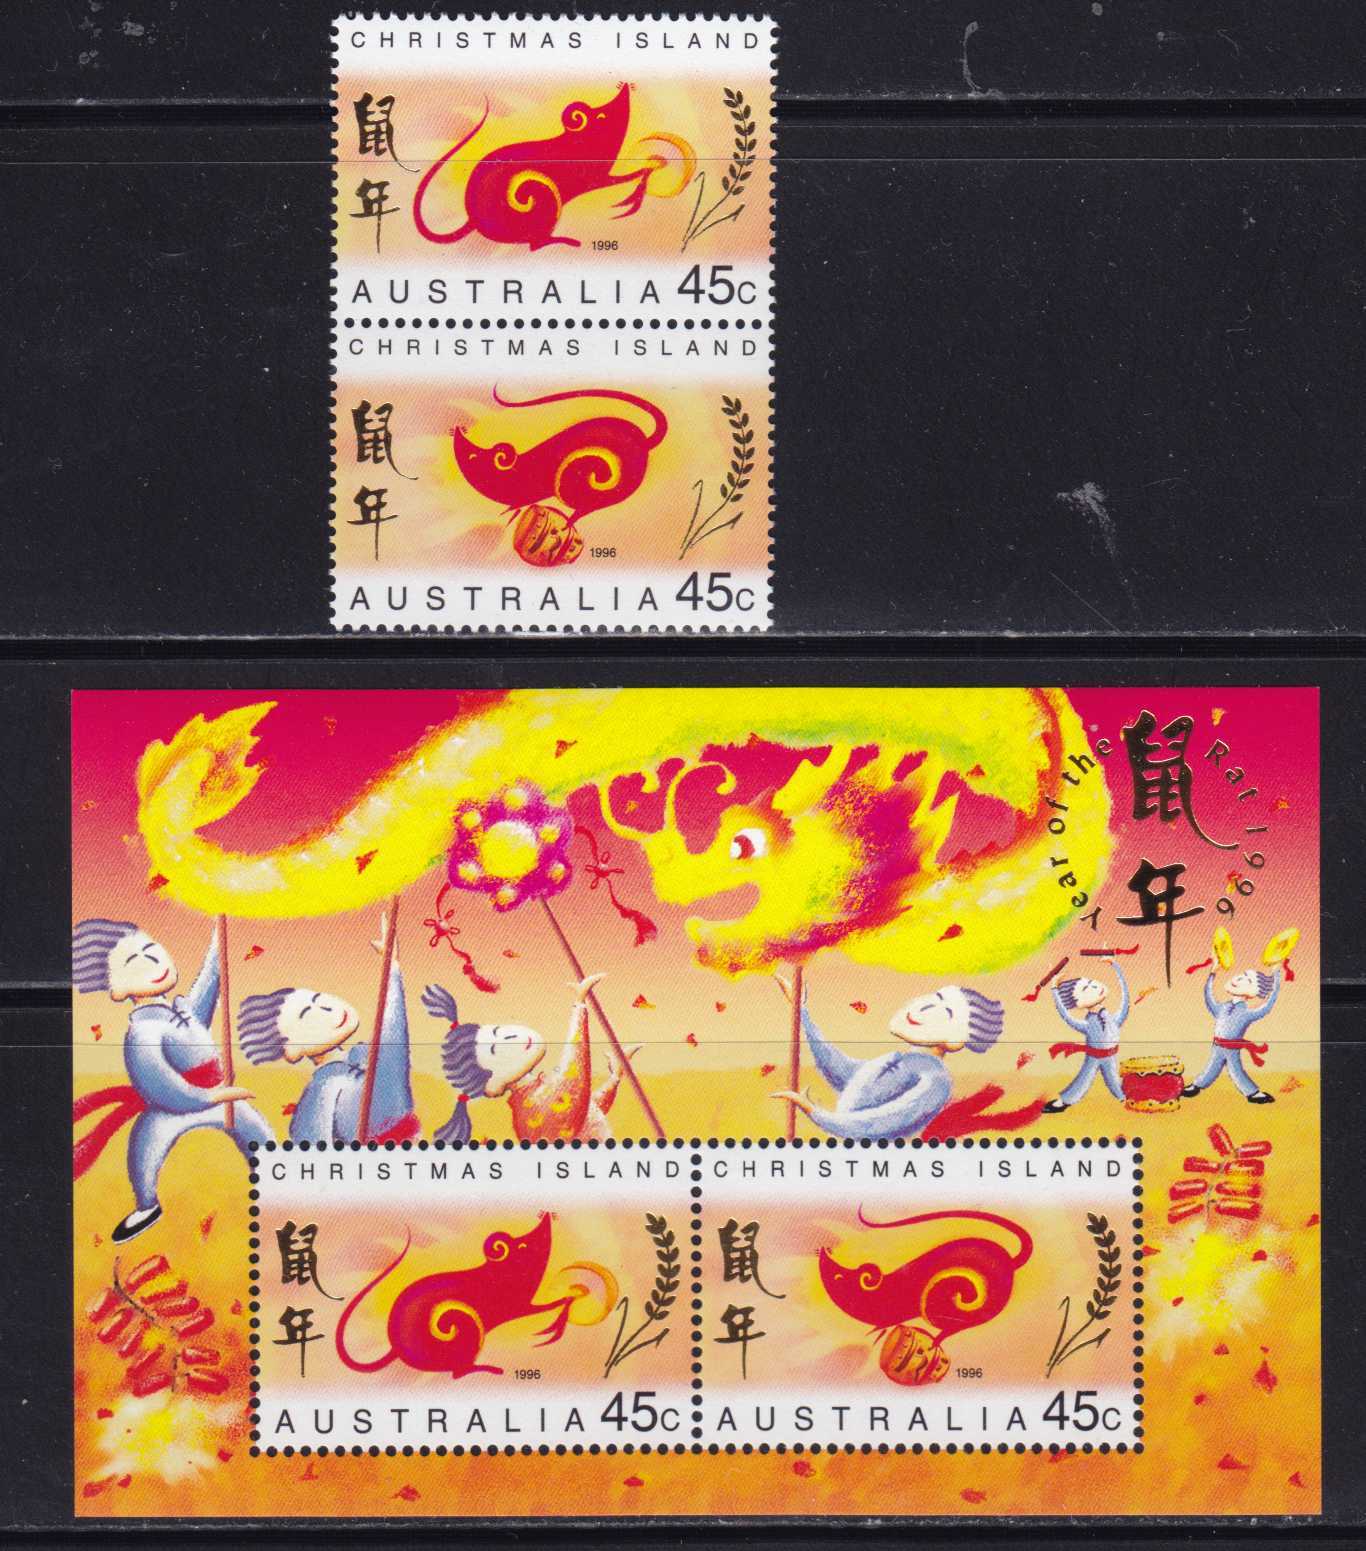 CHRISTMAS ISLAND
鼠年
1996
AUSTRALIA 45c
CHRISTMAS ISLAND
鼠年
1996
AUSTRALIA 45c
Year of the Rat 1996
鼠年
CHRISTMAS ISLAND
鼠年
1996
AUSTRALIA 45c
CHRISTMAS ISLAND
鼠年
1996
AUSTRALIA 45c